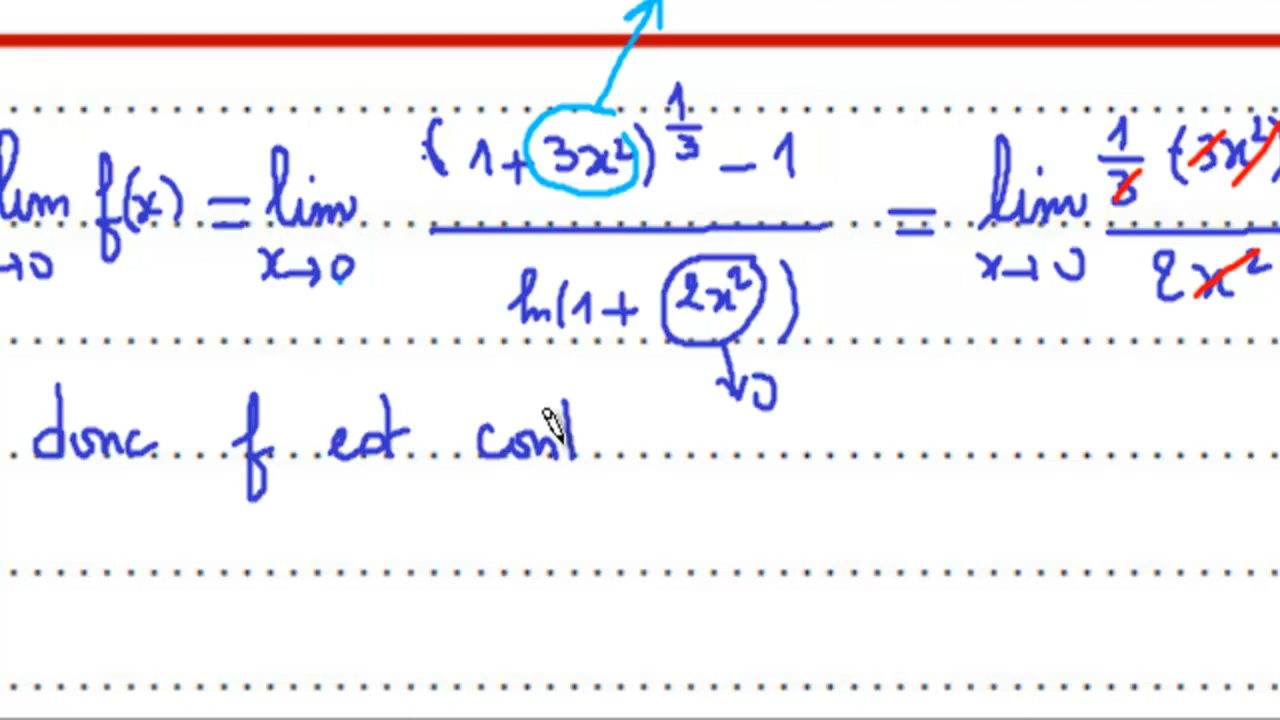 lim x→0 f(x) = lim x→0 ((1+3x²)^(1/3) − 1) / ln(1+2x²) = lim x→0 (1/3 (3x²)) / 2x²
→0
donc f est cont